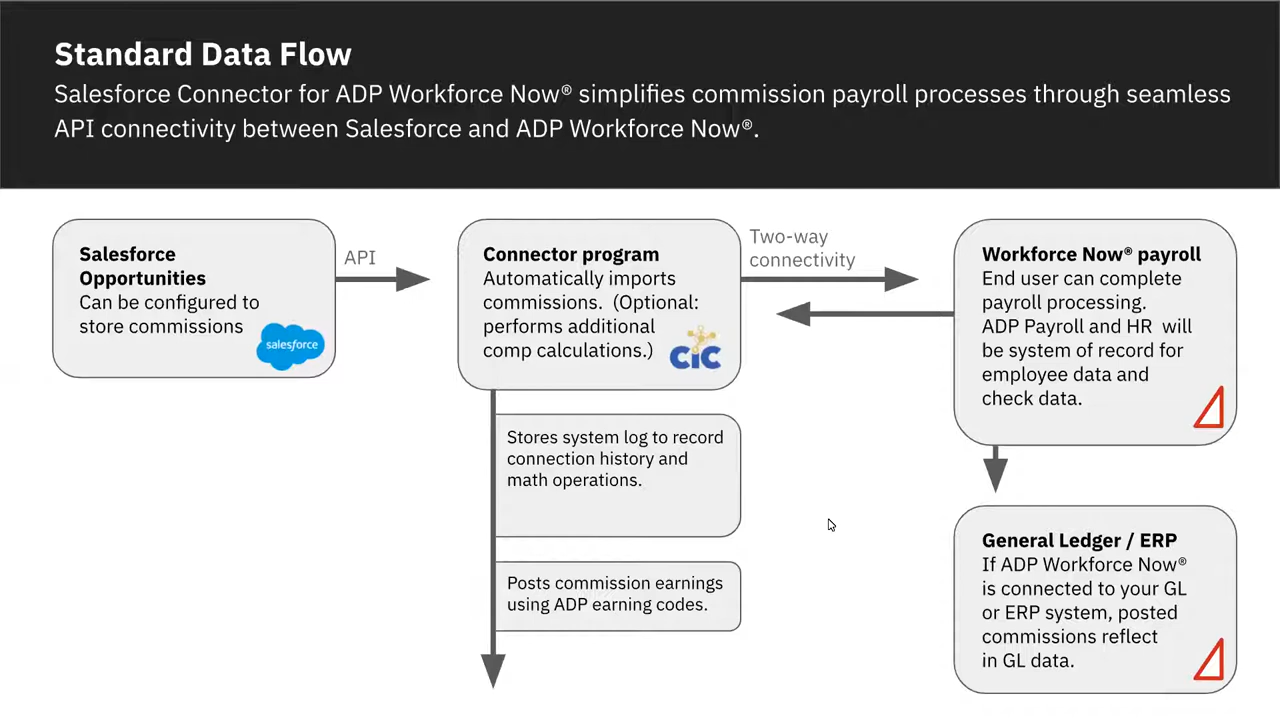 Standard Data Flow
Salesforce Connector for ADP Workforce Now® simplifies commission payroll processes through seamless
API connectivity between Salesforce and ADP Workforce Now®.
Salesforce
Opportunities
Can be configured to
store commissions
salesforce
API
Connector program
Automatically imports
commissions. (Optional:
performs additional
comp calculations.)
CIC
Two-way
connectivity
Workforce Now® payroll
End user can complete
payroll processing.
ADP Payroll and HR will
be system of record for
employee data and
check data.
Stores system log to record
connection history and
math operations.
Posts commission earnings
using ADP earning codes.
General Ledger / ERP
If ADP Workforce Now®
is connected to your GL
or ERP system, posted
commissions reflect
in GL data.